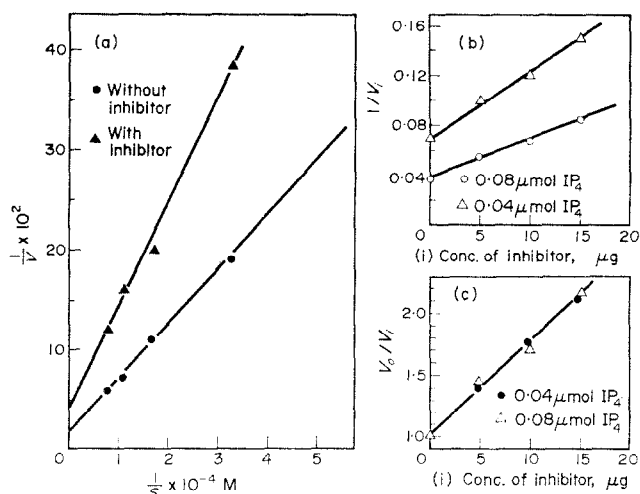 (a)
40
30
20
10
1/V × 10²
Without
inhibitor
With
inhibitor
0 1 2 3 4 5
1/S × 10⁻⁴ M
(b)
0·16
0·12
0·08
0·04
1/Vi
0·08 μmol IP₄
0·04 μmol IP₄
0 5 10 15 20
(i) Conc. of inhibitor, μg
(c)
2·0
1·5
1·0
V₀/Vi
0·04 μmol IP₄
0·08 μmol IP₄
0 5 10 15 20
(i) Conc. of inhibitor, μg